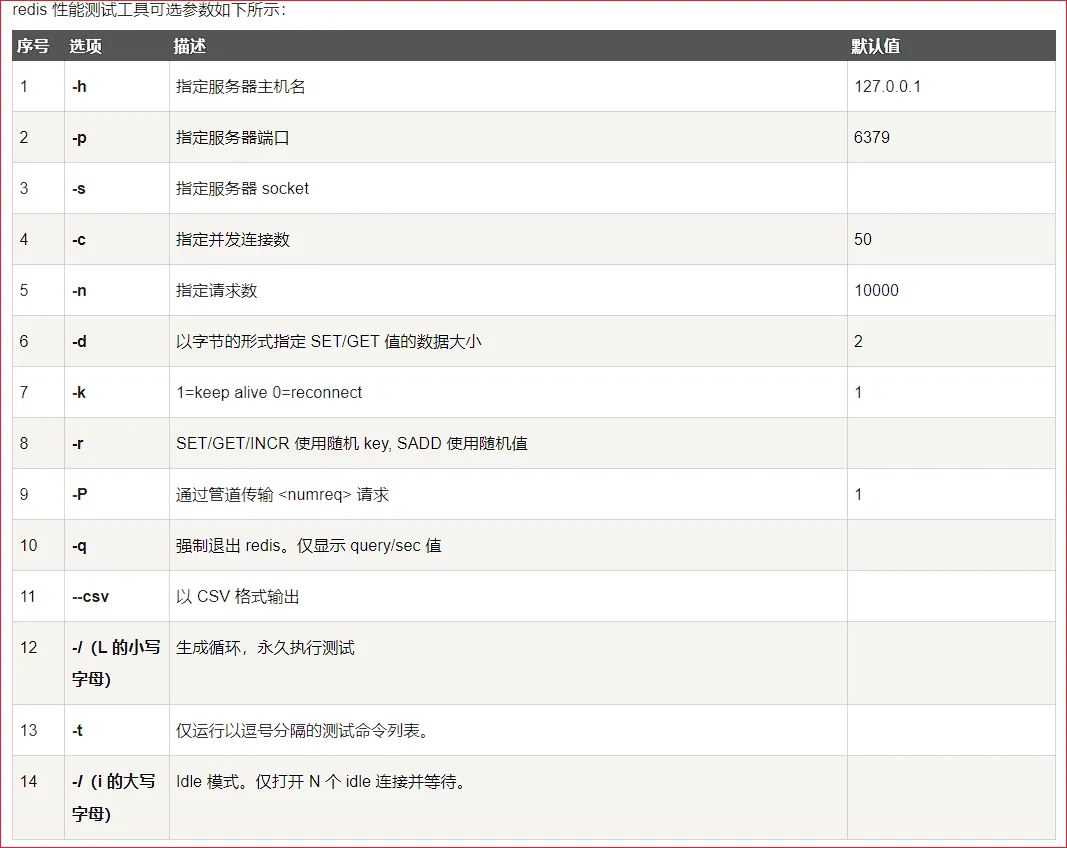 redis 性能测试工具可选参数如下所示：
序号 选项 描述 默认值
1 -h 指定服务器主机名 127.0.0.1
2 -p 指定服务器端口 6379
3 -s 指定服务器 socket
4 -c 指定并发连接数 50
5 -n 指定请求数 10000
6 -d 以字节的形式指定 SET/GET 值的数据大小 2
7 -k 1=keep alive 0=reconnect 1
8 -r SET/GET/INCR 使用随机 key, SADD 使用随机值
9 -P 通过管道传输 <numreq> 请求 1
10 -q 强制退出 redis。仅显示 query/sec 值
11 --csv 以 CSV 格式输出
12 -l（L 的小写 生成循环，永久执行测试
字母）
13 -t 仅运行以逗号分隔的测试命令列表。
14 -I（i 的大写 Idle 模式。仅打开 N 个 idle 连接并等待。
字母）